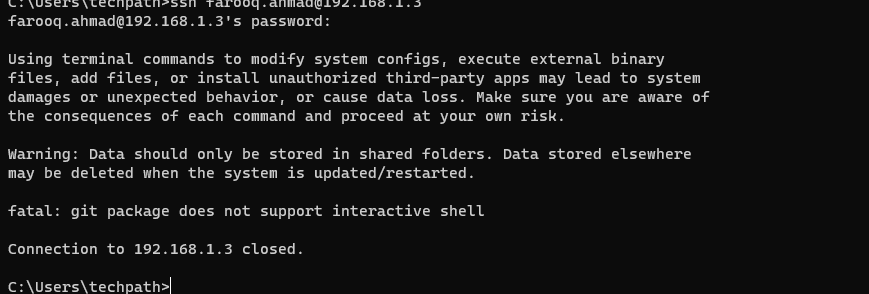 C:\Users\techpath>ssh farooq.ahmad@192.168.1.3
farooq.ahmad@192.168.1.3's password:
Using terminal commands to modify system configs, execute external binary
files, add files, or install unauthorized third-party apps may lead to system
damages or unexpected behavior, or cause data loss. Make sure you are aware of
the consequences of each command and proceed at your own risk.
Warning: Data should only be stored in shared folders. Data stored elsewhere
may be deleted when the system is updated/restarted.
fatal: git package does not support interactive shell
Connection to 192.168.1.3 closed.
C:\Users\techpath>